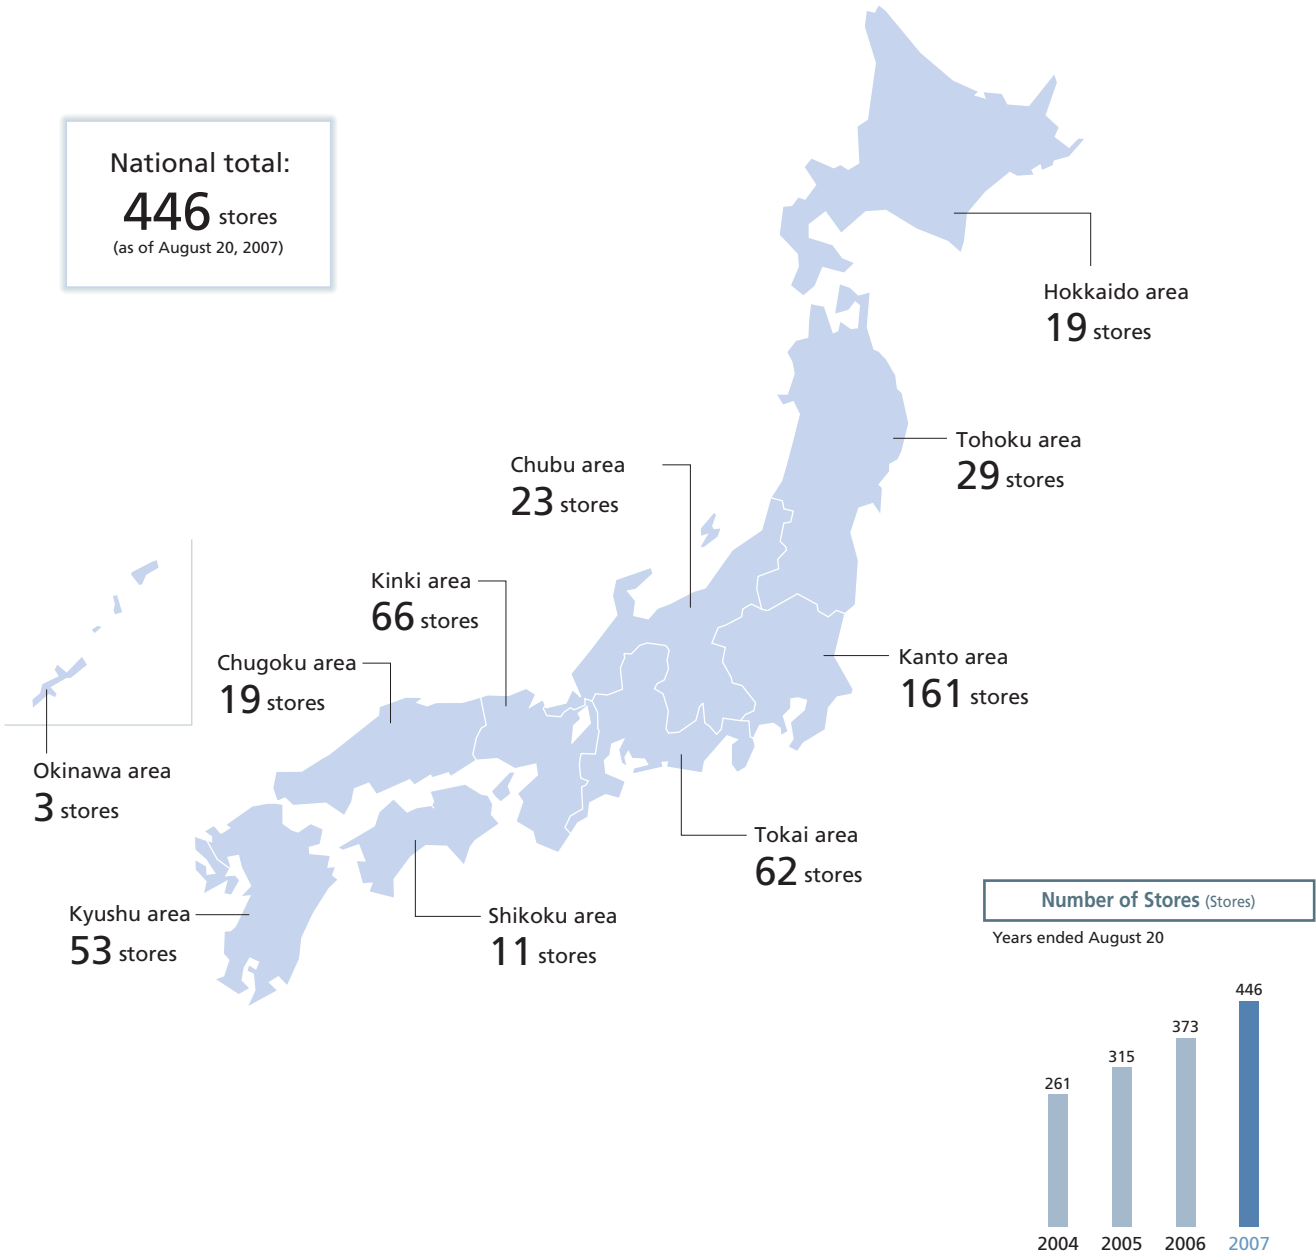 National total:
446 stores
(as of August 20, 2007)
Hokkaido area
19 stores
Tohoku area
29 stores
Chubu area
23 stores
Kinki area
66 stores
Chugoku area
19 stores
Kanto area
161 stores
Okinawa area
3 stores
Tokai area
62 stores
Kyushu area
53 stores
Shikoku area
11 stores
Number of Stores (Stores)
Years ended August 20
446
373
315
261
2004 2005 2006 2007